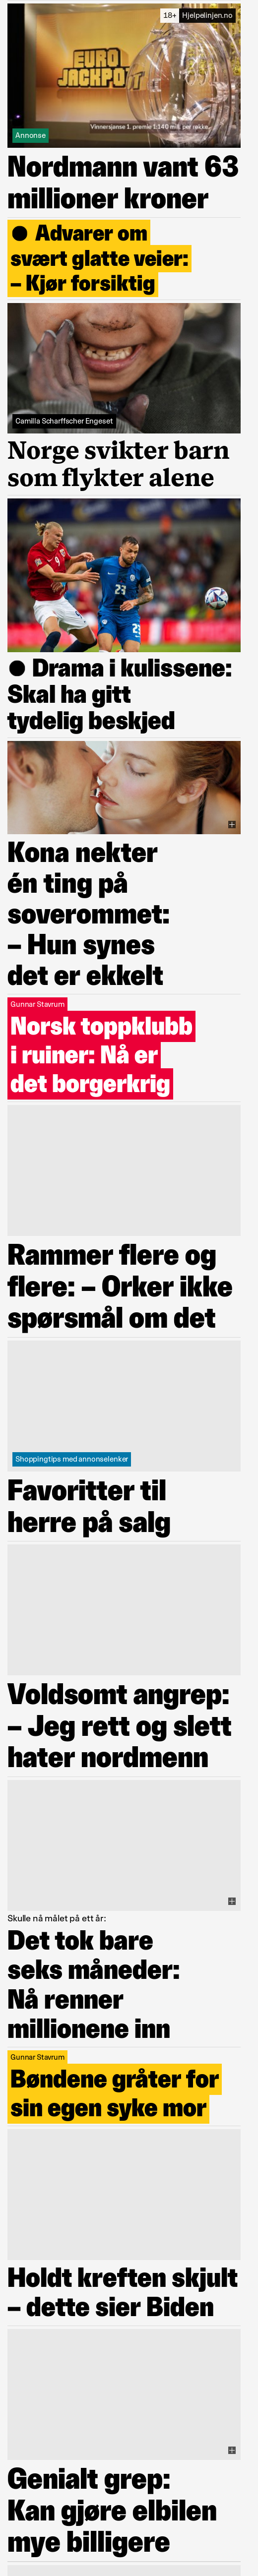 18+ Hjelpelinjen.no
EURO
JACKPOT
Vinnersjanse 1. premie 1:140 mill. per rekke.
Annonse
Nordmann vant 63
millioner kroner
● Advarer om
svært glatte veier:
– Kjør forsiktig
Camilla Scharffscher Engeset
Norge svikter barn
som flykter alene
9
23
● Drama i kulissene:
Skal ha gitt
tydelig beskjed
Kona nekter
én ting på
soverommet:
– Hun synes
det er ekkelt
Gunnar Stavrum
Norsk toppklubb
i ruiner: Nå er
det borgerkrig
Rammer flere og
flere: – Orker ikke
spørsmål om det
Shoppingtips med annonselenker
Favoritter til
herre på salg
Voldsomt angrep:
– Jeg rett og slett
hater nordmenn
Skulle nå målet på ett år:
Det tok bare
seks måneder:
Nå renner
millionene inn
Gunnar Stavrum
Bøndene gråter for
sin egen syke mor
Holdt kreften skjult
– dette sier Biden
Genialt grep:
Kan gjøre elbilen
mye billigere